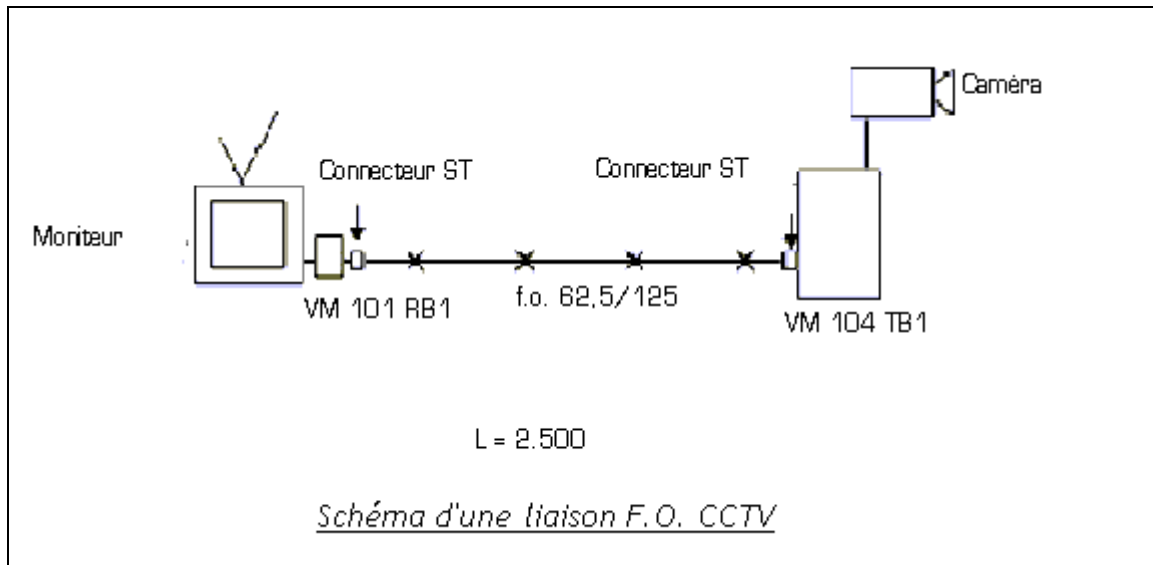 Caméra
Connecteur ST
Connecteur ST
Moniteur
VM 101 RB1
f.o. 62,5/125
VM 104 TB1
L = 2.500
Schéma d'une liaison F.O. CCTV